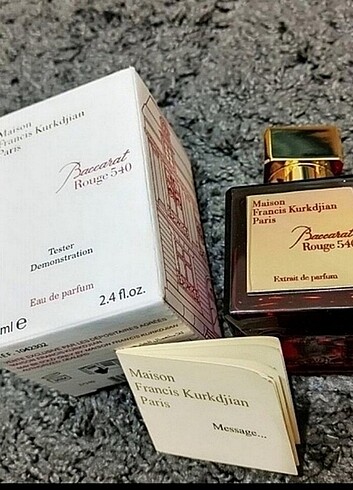 Maison
Francis Kurkdjian
Paris
Baccarat
Rouge 540
Tester
Demonstration
Eau de parfum
ml e
2.4 fl.oz.
Maison
Francis Kurkdjian
Paris
Baccarat
Rouge 540
Extrait de parfum
Maison
Francis Kurkdjian
Paris
Message...